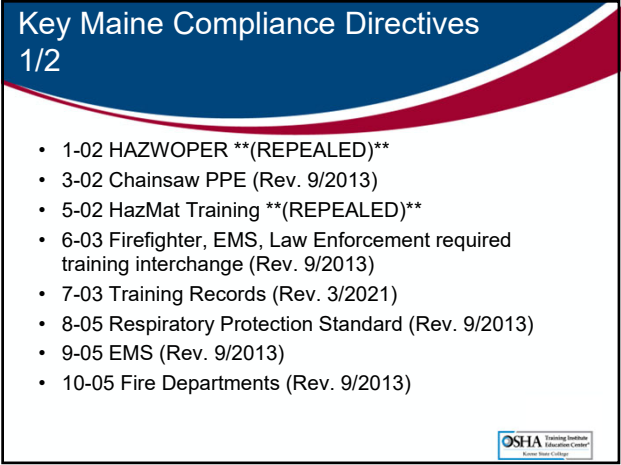 Key Maine Compliance Directives
1/2
• 1-02 HAZWOPER **(REPEALED)**
• 3-02 Chainsaw PPE (Rev. 9/2013)
• 5-02 HazMat Training **(REPEALED)**
• 6-03 Firefighter, EMS, Law Enforcement required
training interchange (Rev. 9/2013)
• 7-03 Training Records (Rev. 3/2021)
• 8-05 Respiratory Protection Standard (Rev. 9/2013)
• 9-05 EMS (Rev. 9/2013)
• 10-05 Fire Departments (Rev. 9/2013)
OSHA Training Institute
Education Center
Keene State College